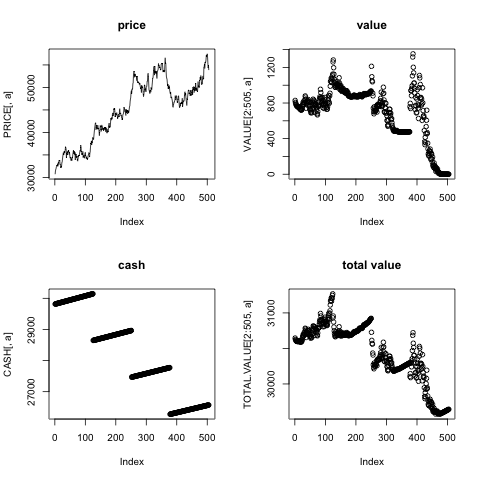 price
PRICE[, a]
30000 40000 50000
0 100 200 300 400 500
Index
value
VALUE[2:505, a]
0 400 800 1400
0 100 200 300 400 500
Index
cash
CASH[, a]
27000 29000
0 100 200 300 400 500
Index
total value
TOTAL.VALUE[2:505, a]
30000 31000
0 100 200 300 400 500
Index